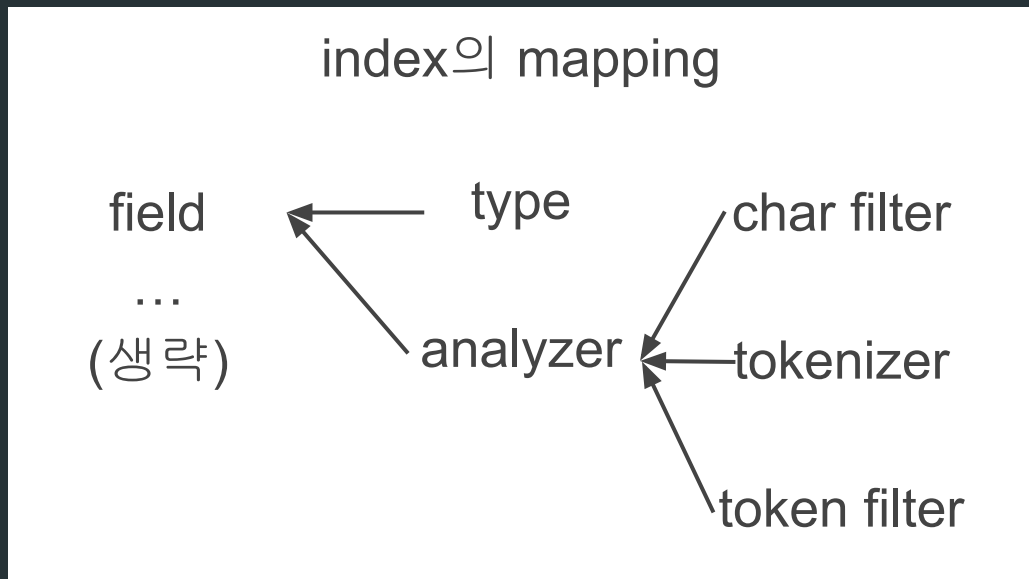 index의 mapping
field
type
char filter
…
(생략)
analyzer
tokenizer
token filter